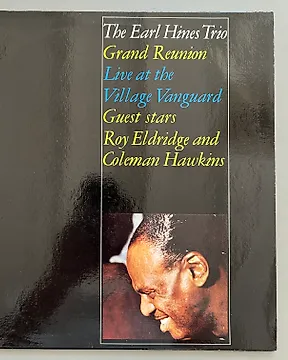 The Earl Hines Trio
Grand Reunion
Live at the
Village Vanguard
Guest stars
Roy Eldridge and
Coleman Hawkins